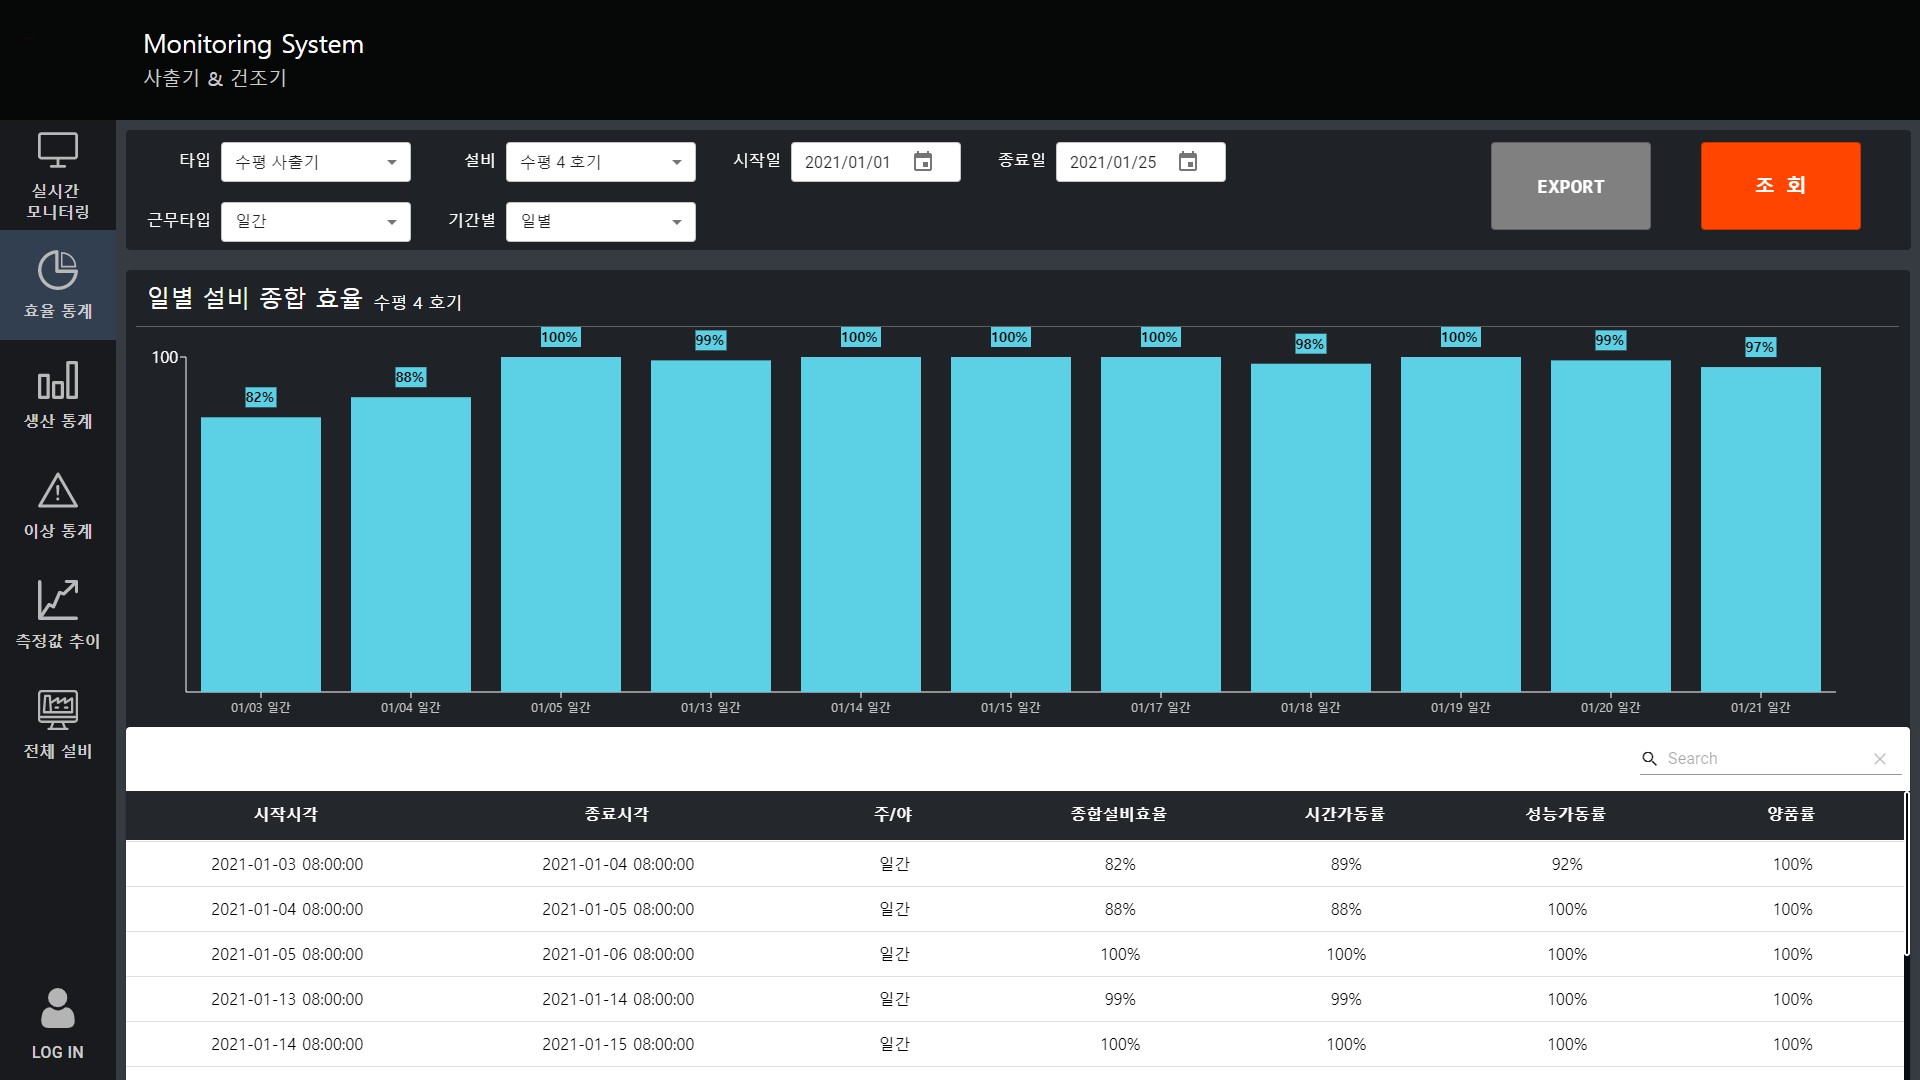 Monitoring System
사출기 & 건조기
실시간
모니터링
효율 통계
생산 통계
이상 통계
측정값 추이
전체 설비
LOG IN
타입 수평 사출기 설비 수평 4 호기 시작일 2021/01/01 종료일 2021/01/25
근무타입 일간 기간별 일별
EXPORT 조 회
일별 설비 종합 효율 수평 4 호기
100
82% 88% 100% 99% 100% 100% 100% 98% 100% 99% 97%
01/03 일간 01/04 일간 01/05 일간 01/13 일간 01/14 일간 01/15 일간 01/17 일간 01/18 일간 01/19 일간 01/20 일간 01/21 일간
Search
시작시각 종료시각 주/야 종합설비효율 시간가동률 성능가동률 양품률
2021-01-03 08:00:00 2021-01-04 08:00:00 일간 82% 89% 92% 100%
2021-01-04 08:00:00 2021-01-05 08:00:00 일간 88% 88% 100% 100%
2021-01-05 08:00:00 2021-01-06 08:00:00 일간 100% 100% 100% 100%
2021-01-13 08:00:00 2021-01-14 08:00:00 일간 99% 99% 100% 100%
2021-01-14 08:00:00 2021-01-15 08:00:00 일간 100% 100% 100% 100%